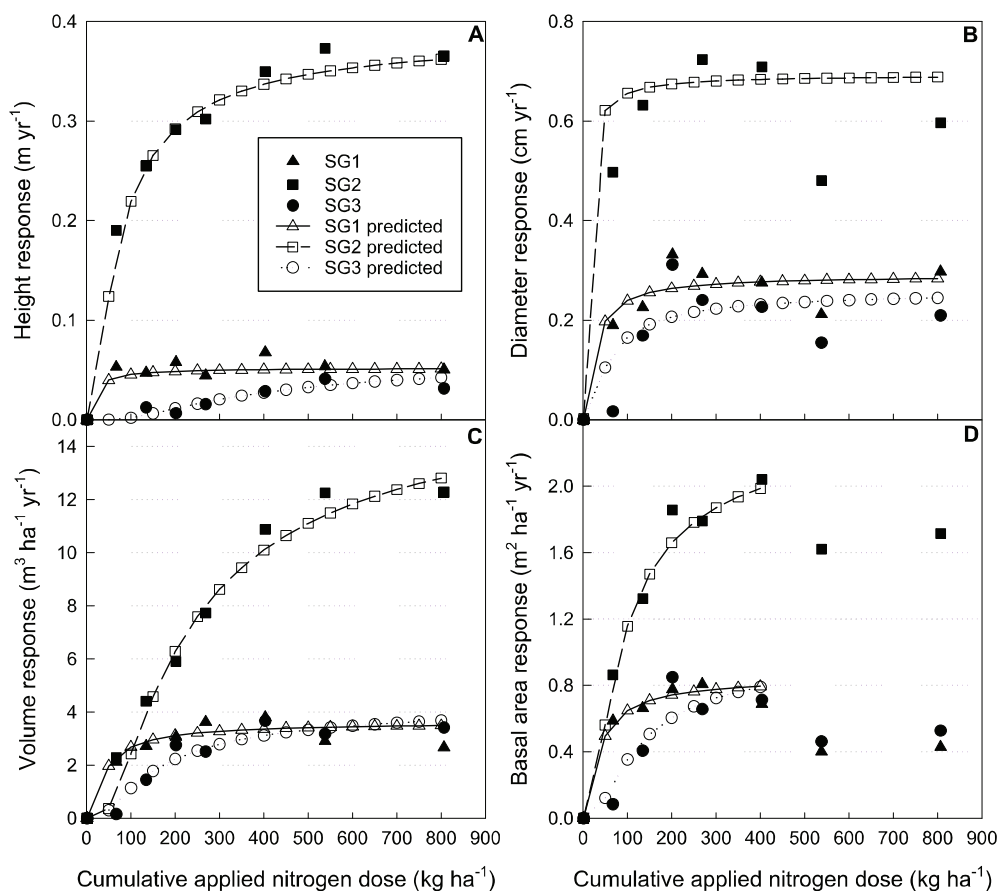 A
0.4
0.3
0.2
0.1
0.0
Height response (m yr⁻¹)
SG1
SG2
SG3
SG1 predicted
SG2 predicted
SG3 predicted
B
0.8
0.6
0.4
0.2
0.0
Diameter response (cm yr⁻¹)
C
14
12
10
8
6
4
2
0
Volume response (m³ ha⁻¹ yr⁻¹)
0 100 200 300 400 500 600 700 800 900
Cumulative applied nitrogen dose (kg ha⁻¹)
D
2.0
1.6
1.2
0.8
0.4
0.0
Basal area response (m² ha⁻¹ yr⁻¹)
0 100 200 300 400 500 600 700 800 900
Cumulative applied nitrogen dose (kg ha⁻¹)